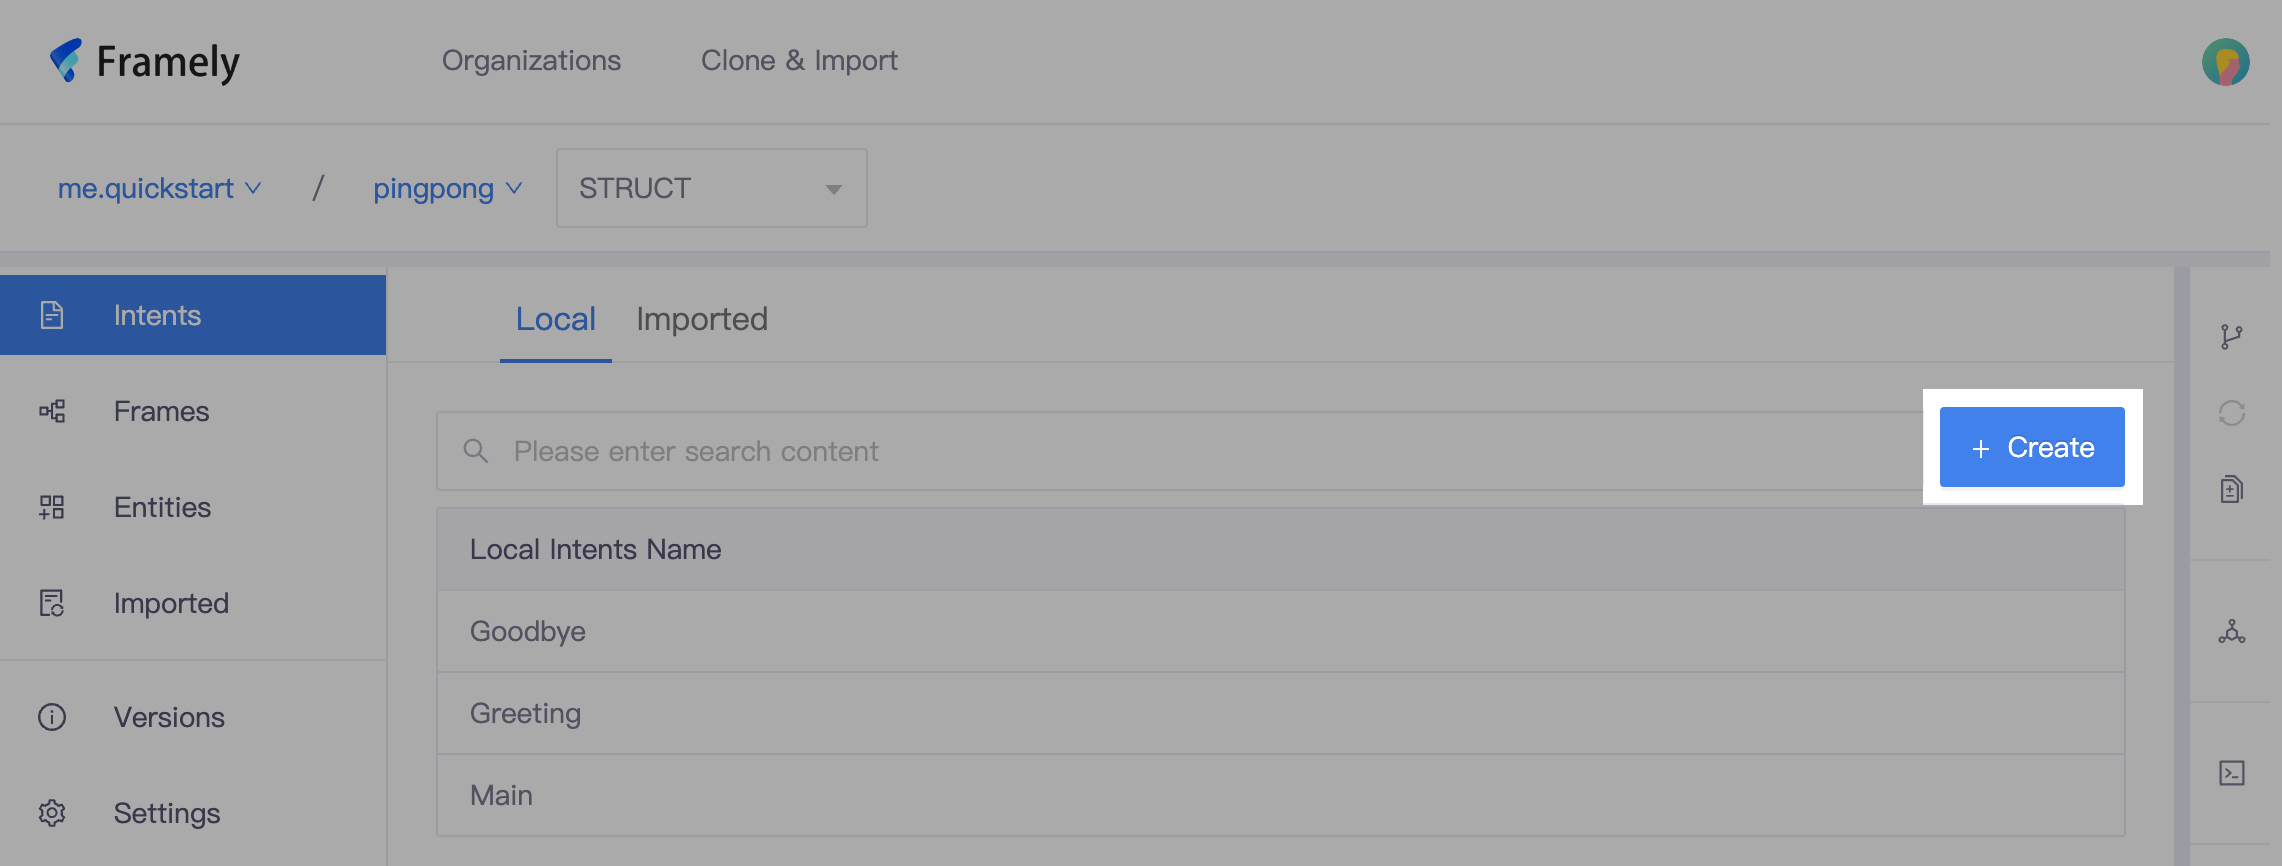 Framely
Organizations
Clone & Import
me.quickstart / pingpong STRUCT
Intents
Frames
Entities
Imported
Versions
Settings
Local Imported
Please enter search content
+ Create
Local Intents Name
Goodbye
Greeting
Main